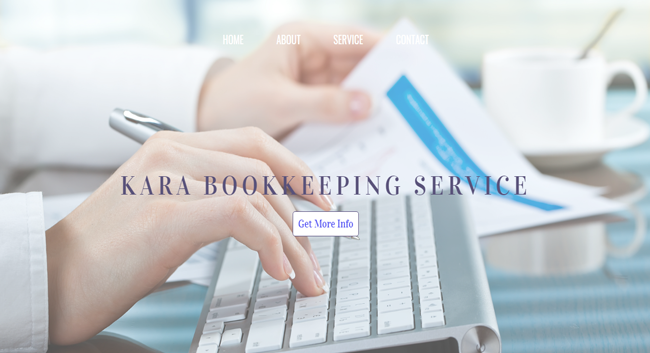 HOME ABOUT SERVICE CONTACT
KARA BOOKKEEPING SERVICE
Get More Info